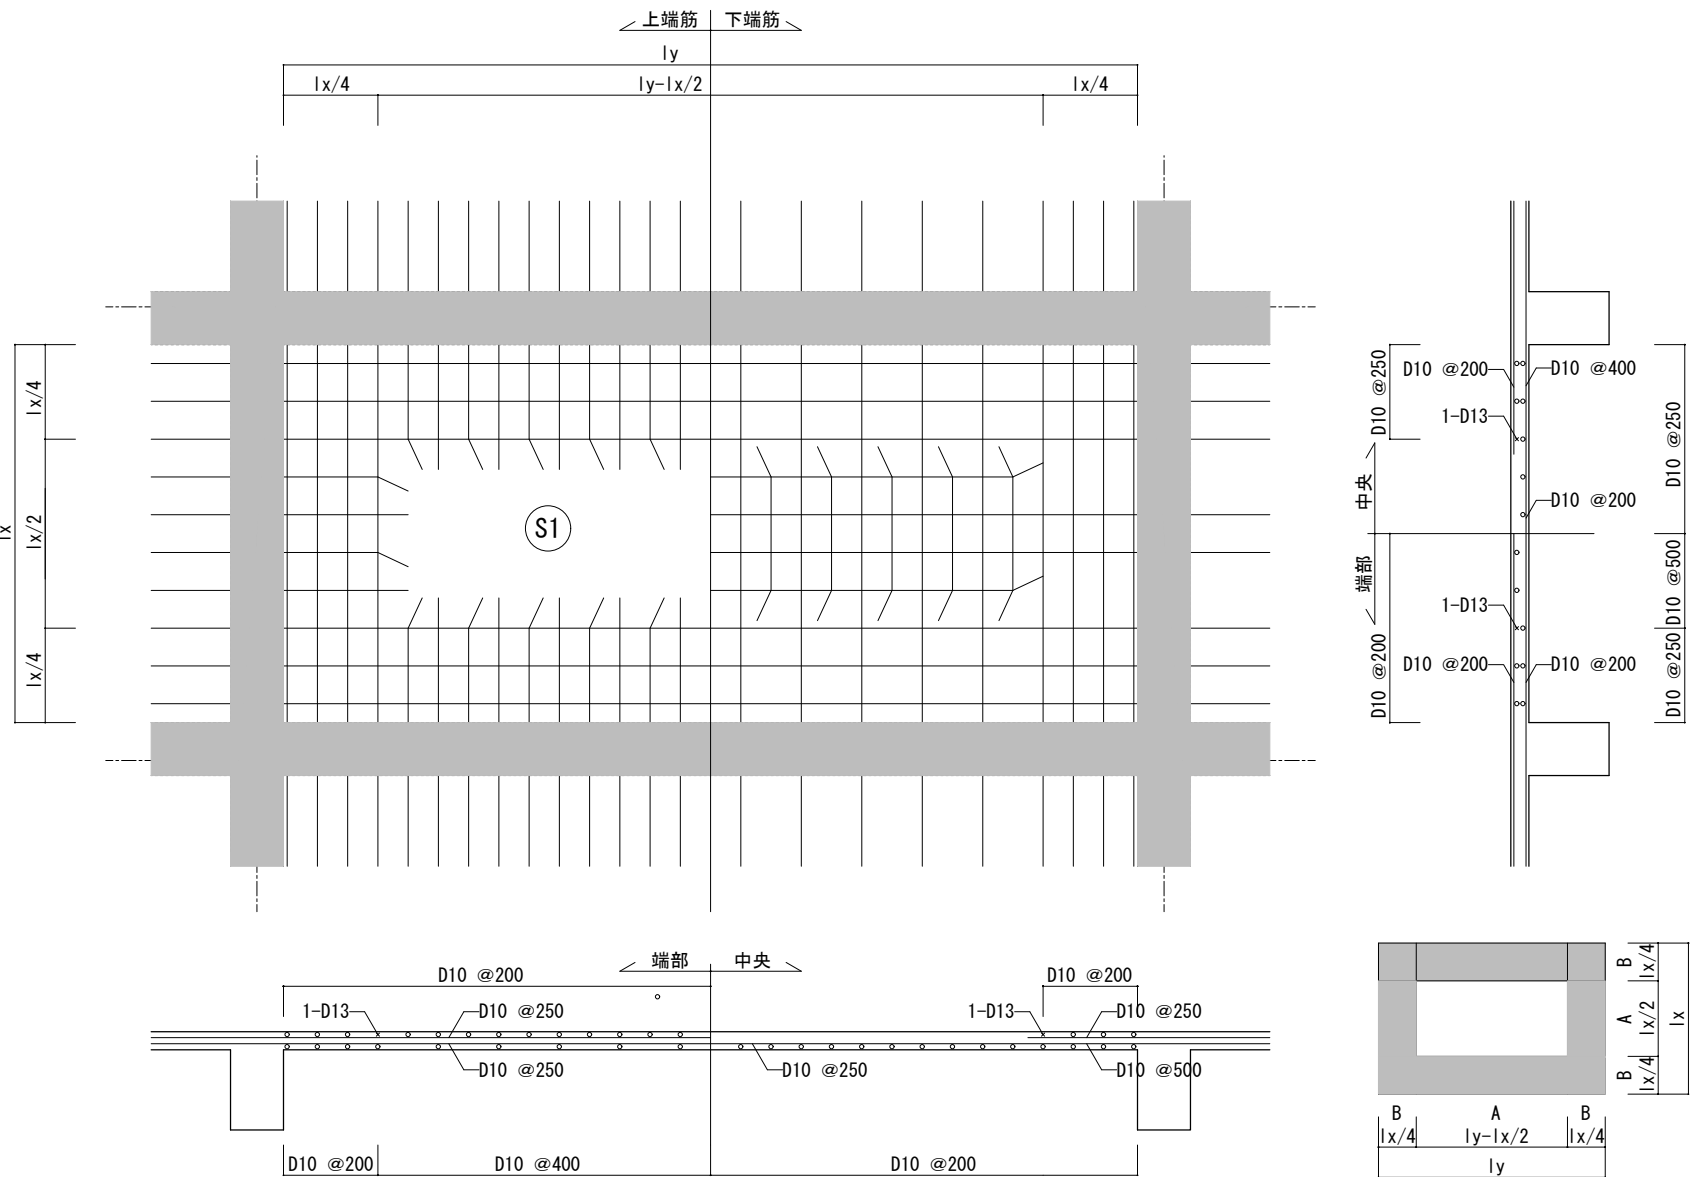 上端筋 下端筋
ly
lx/4 ly-lx/2 lx/4
lx
lx/4
lx/2
lx/4
S1
D10 @250
D10 @200 D10 @400
1-D13
D10 @250
中央
D10 @200
端部
D10 @500
1-D13
D10 @200
D10 @200 D10 @200
D10 @250
端部 中央
D10 @200 D10 @200
1-D13 D10 @250 1-D13 D10 @250
D10 @250 D10 @250 D10 @500
D10 @200 D10 @400 D10 @200
B lx/4
A lx/2
B lx/4
lx
B A B
lx/4 ly-lx/2 lx/4
ly